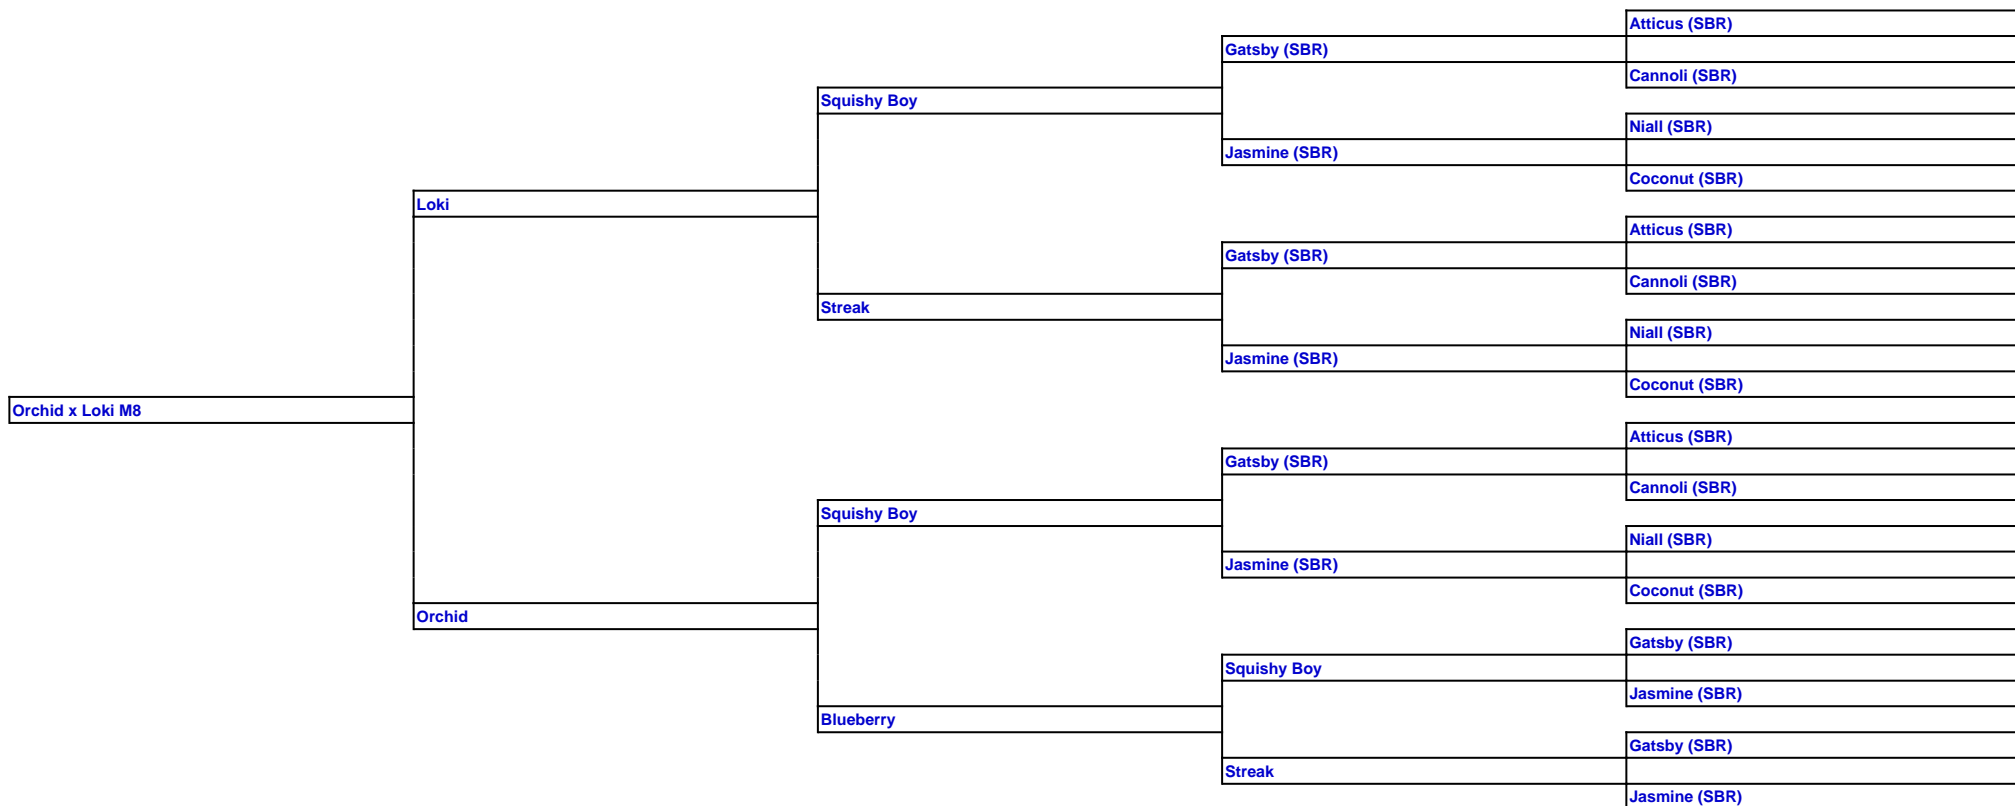 Atticus (SBR)
Gatsby (SBR)
Cannoli (SBR)
Squishy Boy
Niall (SBR)
Jasmine (SBR)
Coconut (SBR)
Loki
Atticus (SBR)
Gatsby (SBR)
Cannoli (SBR)
Streak
Niall (SBR)
Jasmine (SBR)
Coconut (SBR)
Orchid x Loki M8
Atticus (SBR)
Gatsby (SBR)
Cannoli (SBR)
Squishy Boy
Niall (SBR)
Jasmine (SBR)
Coconut (SBR)
Orchid
Gatsby (SBR)
Squishy Boy
Jasmine (SBR)
Blueberry
Gatsby (SBR)
Streak
Jasmine (SBR)